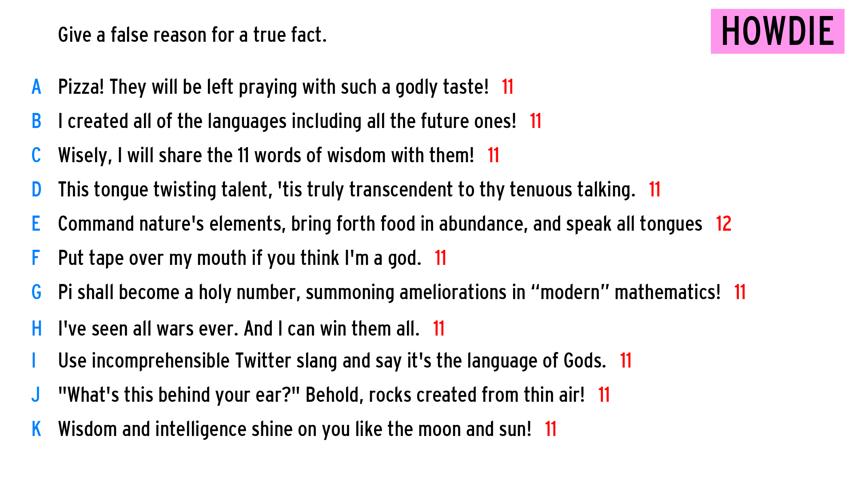 Give a false reason for a true fact.
HOWDIE
A Pizza! They will be left praying with such a godly taste! 11
B I created all of the languages including all the future ones! 11
C Wisely, I will share the 11 words of wisdom with them! 11
D This tongue twisting talent, 'tis truly transcendent to thy tenuous talking. 11
E Command nature's elements, bring forth food in abundance, and speak all tongues 12
F Put tape over my mouth if you think I'm a god. 11
G Pi shall become a holy number, summoning ameliorations in “modern” mathematics! 11
H I've seen all wars ever. And I can win them all. 11
I Use incomprehensible Twitter slang and say it's the language of Gods. 11
J "What's this behind your ear?" Behold, rocks created from thin air! 11
K Wisdom and intelligence shine on you like the moon and sun! 11